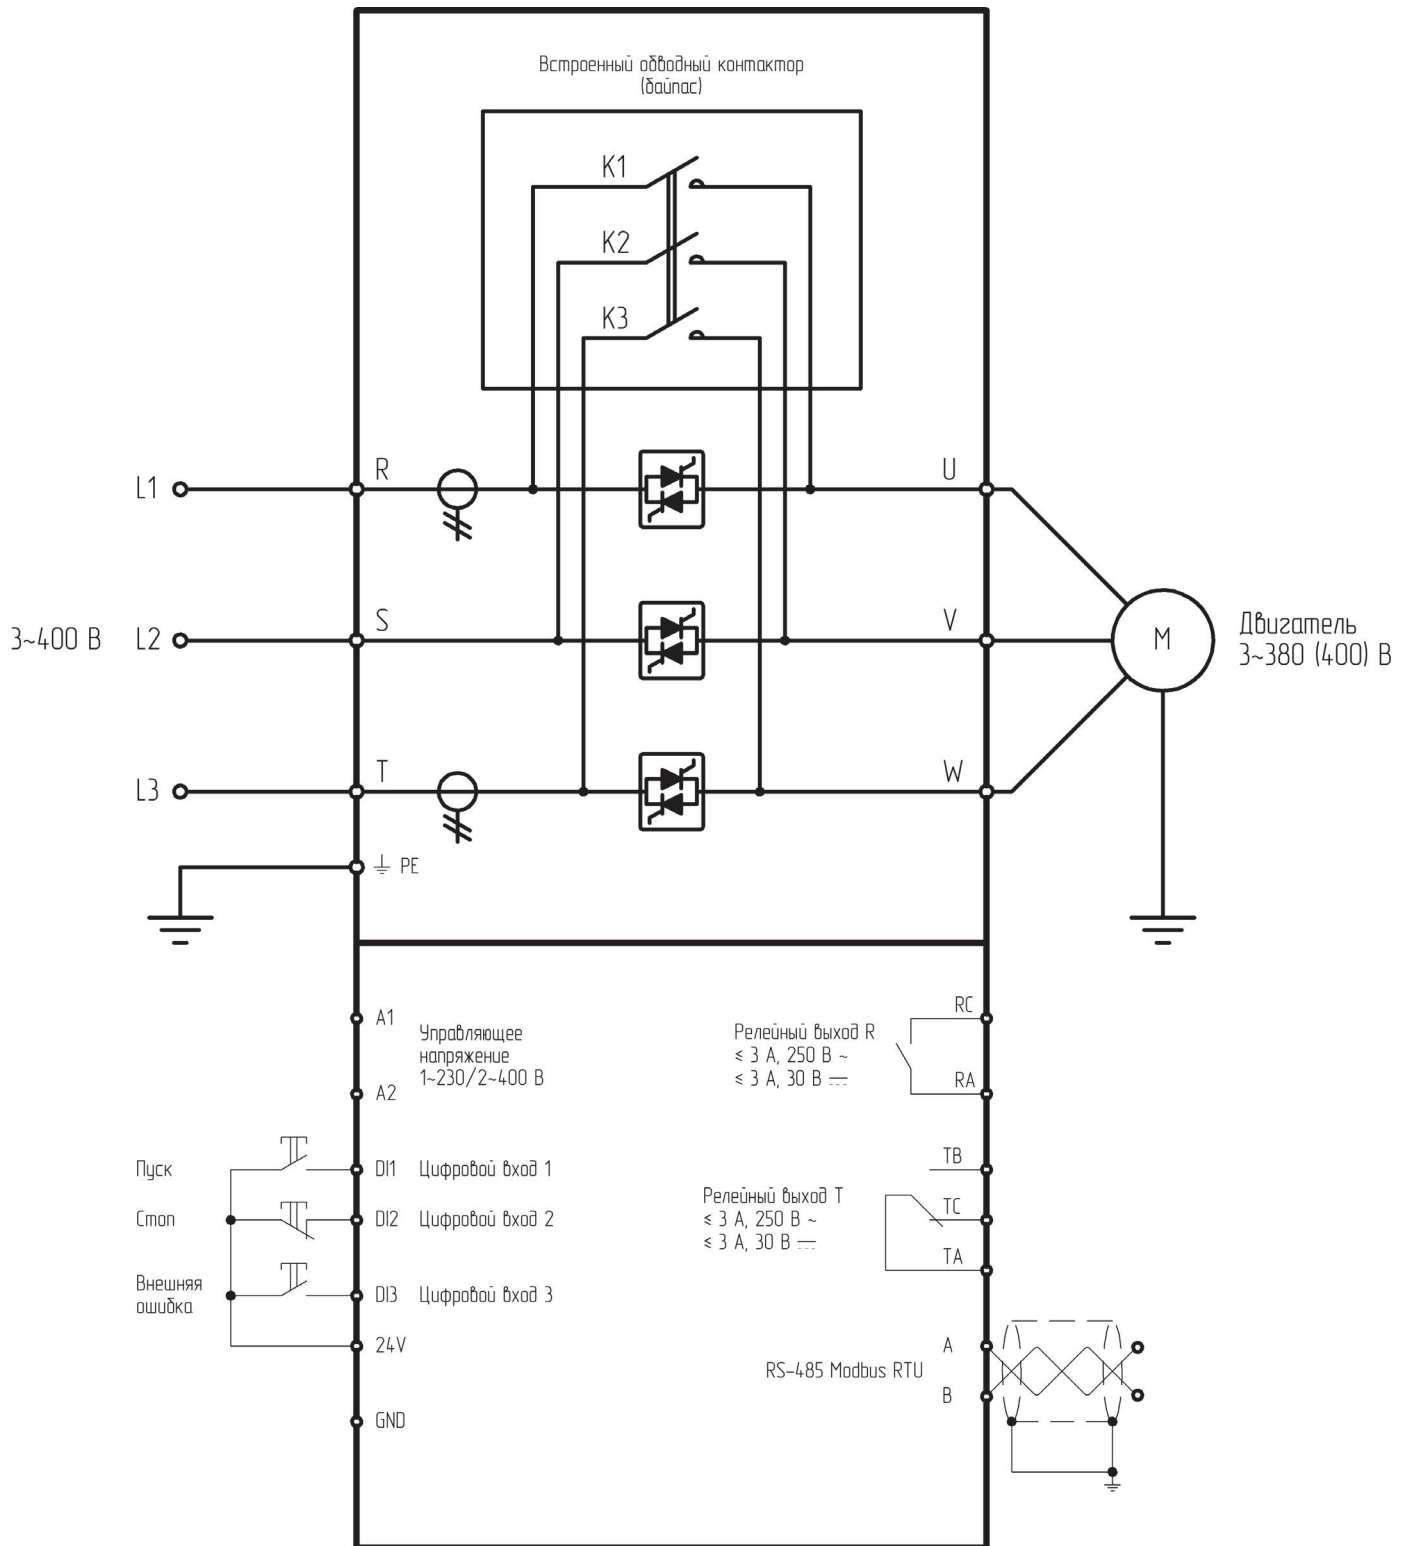 Встроенный обводный контактор
(байпас)
K1
K2
K3
L1
R
U
3~400 В
L2
S
V
M
Двигатель
3~380 (400) В
L3
T
W
PE
A1
Управляющее
напряжение
1~230/2~400 В
A2
Релейный выход R
≤ 3 А, 250 В ~
≤ 3 А, 30 В ⎓
RC
RA
Пуск
DI1 Цифровой вход 1
Стоп
DI2 Цифровой вход 2
Внешняя
ошибка
DI3 Цифровой вход 3
24V
GND
Релейный выход T
≤ 3 А, 250 В ~
≤ 3 А, 30 В ⎓
TB
TC
TA
RS-485 Modbus RTU
A
B